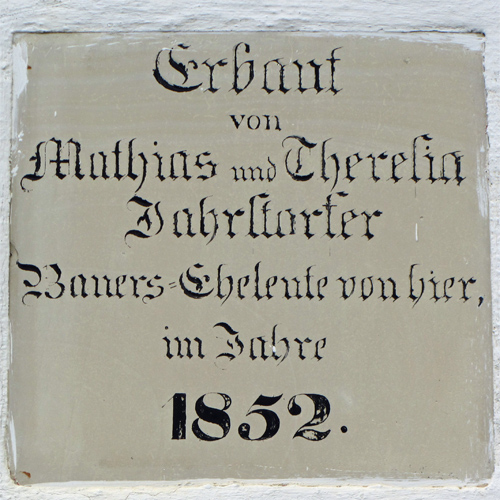 Erbaut
von
Mathias und Theresia
Jahrstorfer
Bauers-Eheleute von hier,
im Jahre
1852.